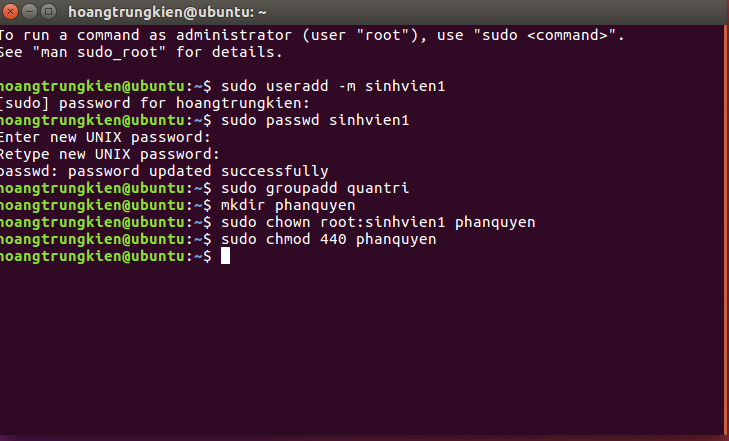 hoangtrungkien@ubuntu: ~
To run a command as administrator (user "root"), use "sudo <command>".
See "man sudo_root" for details.
hoangtrungkien@ubuntu:~$ sudo useradd -m sinhvien1
[sudo] password for hoangtrungkien:
hoangtrungkien@ubuntu:~$ sudo passwd sinhvien1
Enter new UNIX password:
Retype new UNIX password:
passwd: password updated successfully
hoangtrungkien@ubuntu:~$ sudo groupadd quantri
hoangtrungkien@ubuntu:~$ mkdir phanquyen
hoangtrungkien@ubuntu:~$ sudo chown root:sinhvien1 phanquyen
hoangtrungkien@ubuntu:~$ sudo chmod 440 phanquyen
hoangtrungkien@ubuntu:~$